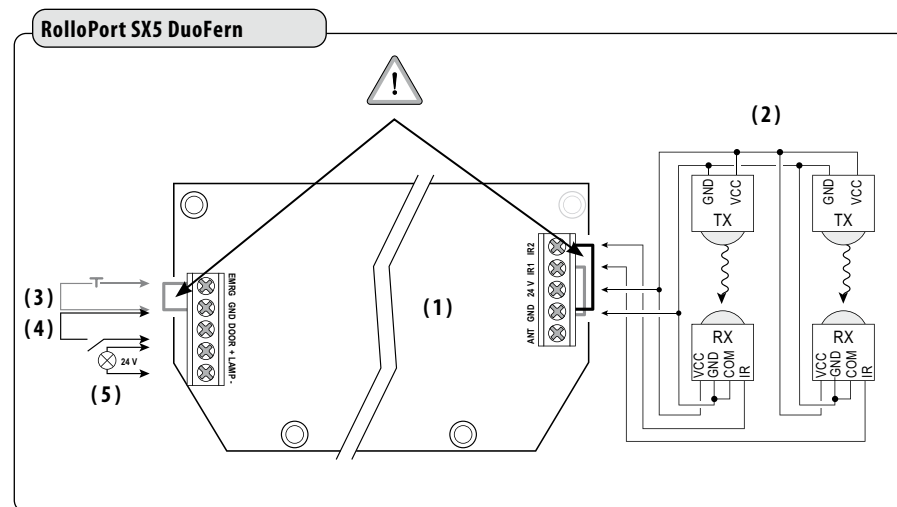 RolloPort SX5 DuoFern
!
(2)
GND VCC
TX
GND VCC
TX
(3)
(4)
24 V
(5)
EMRG GND DOOR + LAMP -
(1)
ANT GND 24 V IR1 IR2
RX
VCC GND COM IR
RX
VCC GND COM IR